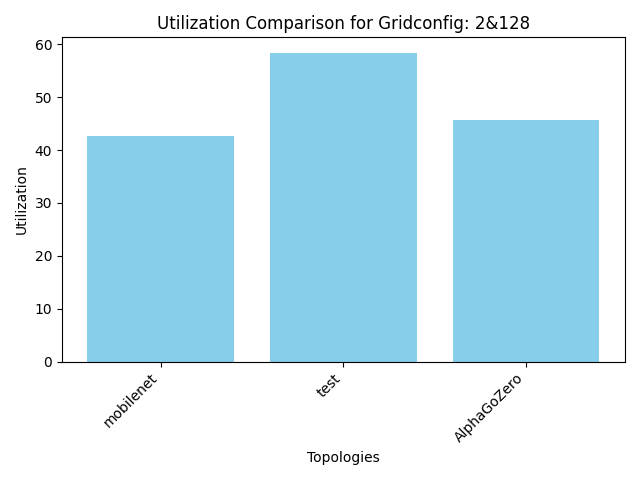 Utilization Comparison for Gridconfig: 2&128
60
50
40
30
20
10
0
Utilization
mobilenet
test
AlphaGoZero
Topologies